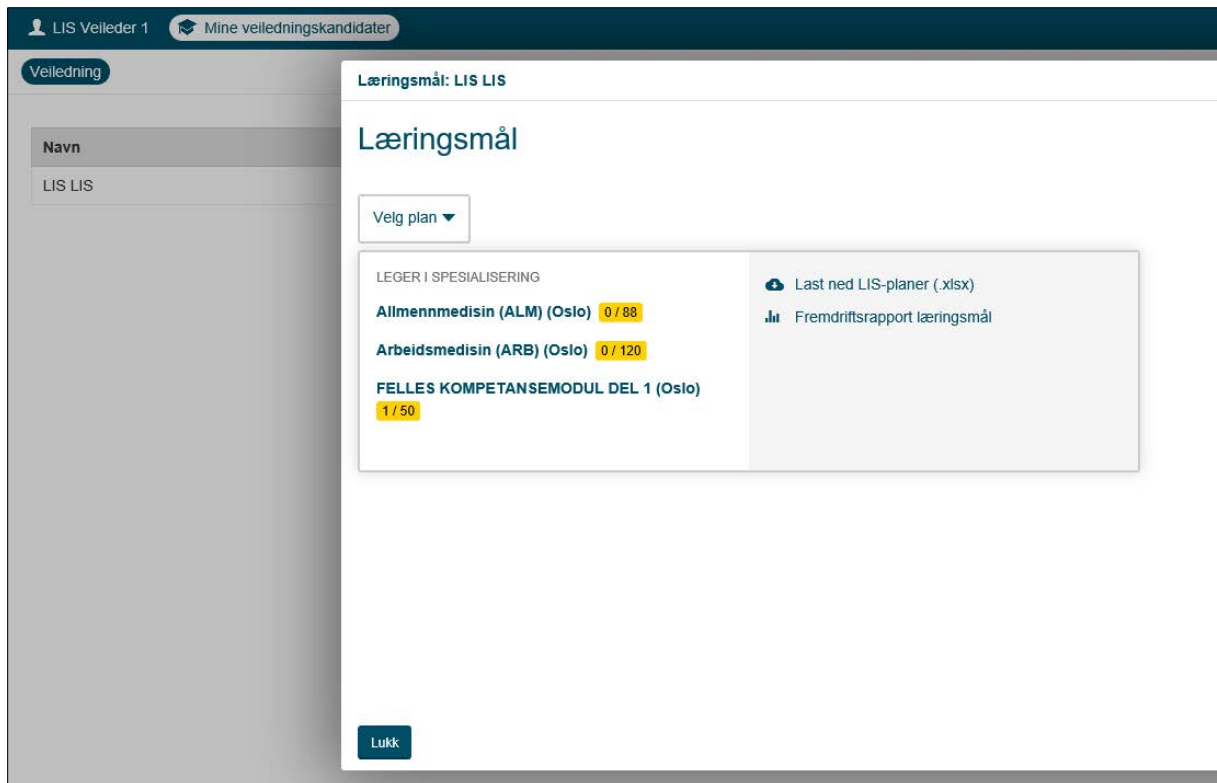 LIS Veileder 1 Mine veiledningskandidater
Veiledning
Navn
LIS LIS
Læringsmål: LIS LIS
Læringsmål
Velg plan
LEGER I SPESIALISERING
Allmennmedisin (ALM) (Oslo) 0 / 88
Arbeidsmedisin (ARB) (Oslo) 0 / 120
FELLES KOMPETANSEMODUL DEL 1 (Oslo)
1 / 50
Last ned LIS-planer (.xlsx)
Fremdriftsrapport læringsmål
Lukk